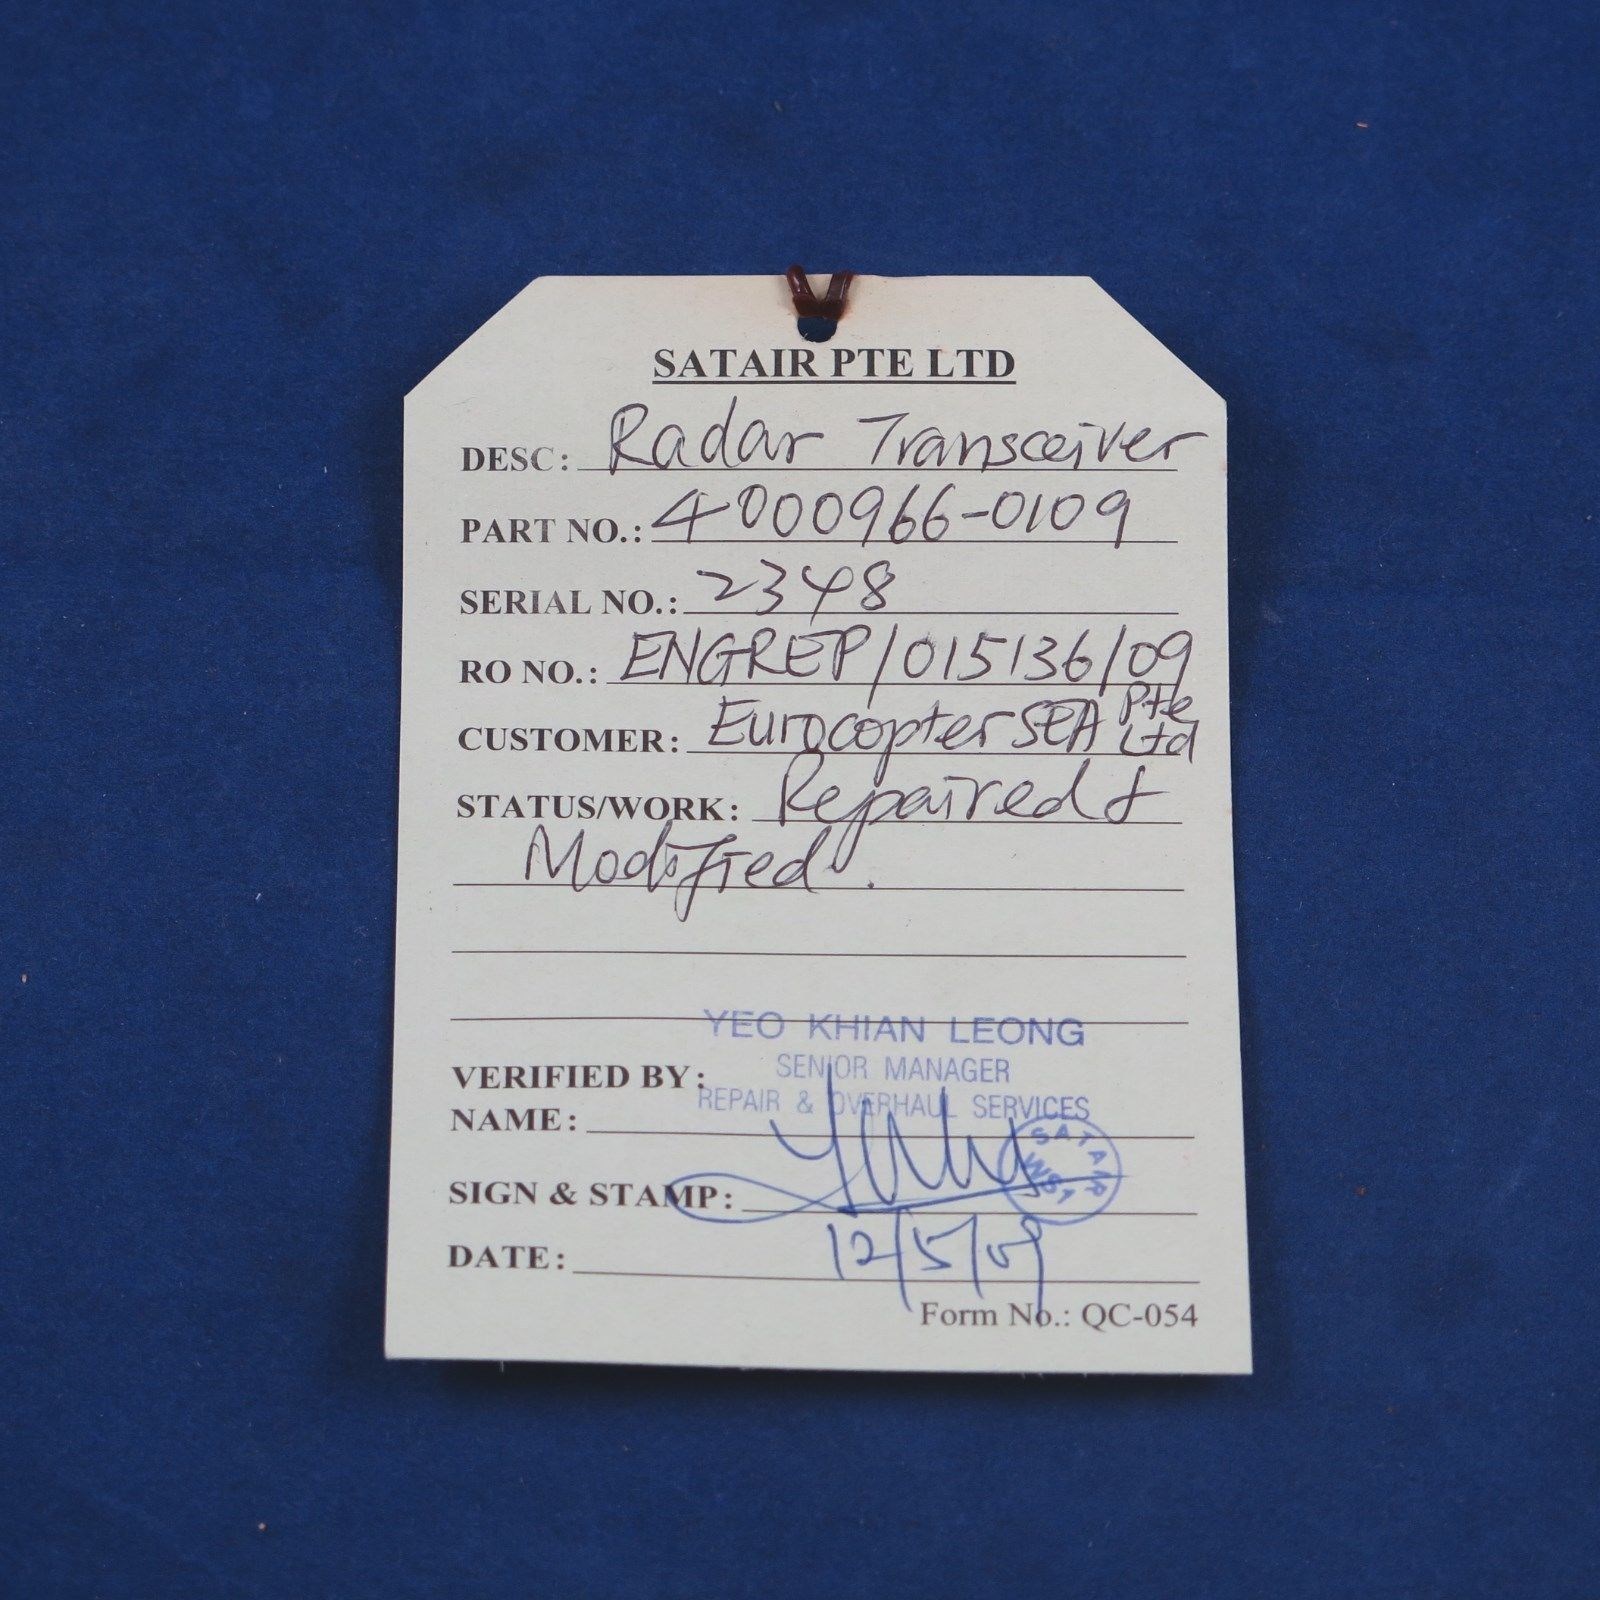 SATAIR PTE LTD
DESC: Radar Transceiver
PART NO.: 4000966-0109
SERIAL NO.: 2348
RO NO.: ENGREP/015136/09
CUSTOMER: Eurocopter SEA Pte Ltd
STATUS/WORK: Repaired &
Modified.
YEO KHIAN LEONG
SENIOR MANAGER
VERIFIED BY:
REPAIR & OVERHAUL SERVICES
NAME:
SATAIR
SIGN & STAMP:
DATE: 12/5/09
Form No.: QC-054